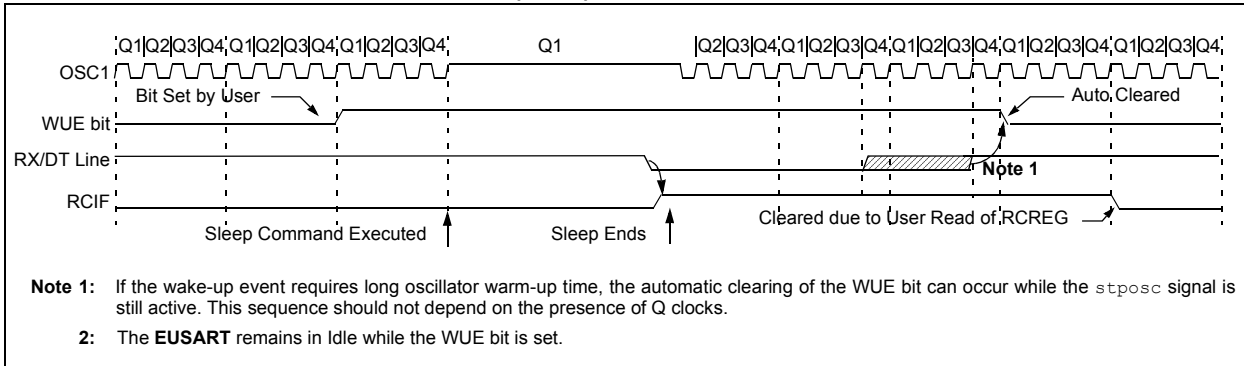 Q1|Q2|Q3|Q4|Q1|Q2|Q3|Q4|Q1|Q2|Q3|Q4 Q1 Q2|Q3|Q4|Q1|Q2|Q3|Q4|Q1|Q2|Q3|Q4|Q1|Q2|Q3|Q4|Q1|Q2|Q3|Q4
OSC1
Bit Set by User
Auto Cleared
WUE bit
RX/DT Line
Note 1
RCIF
Cleared due to User Read of RCREG
Sleep Command Executed
Sleep Ends
Note 1: If the wake-up event requires long oscillator warm-up time, the automatic clearing of the WUE bit can occur while the stposc signal is
still active. This sequence should not depend on the presence of Q clocks.
2: The EUSART remains in Idle while the WUE bit is set.